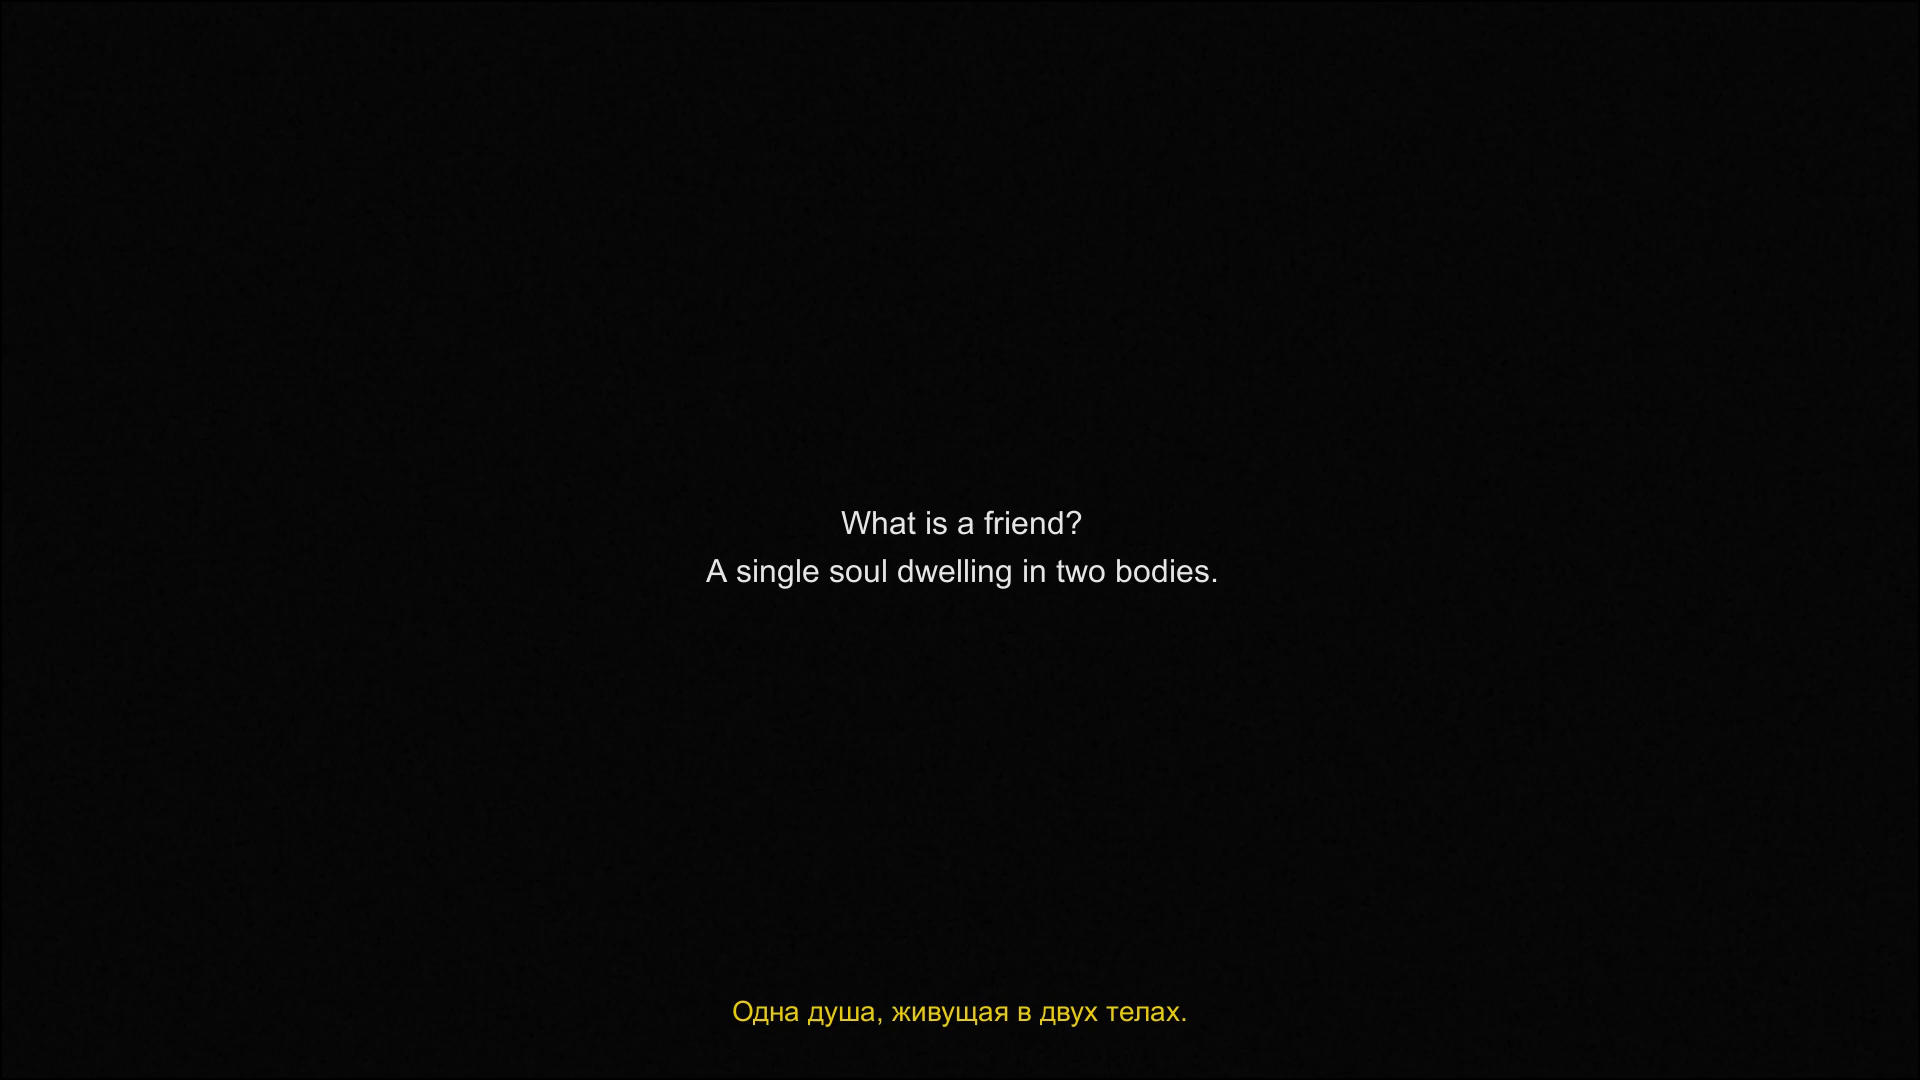 What is a friend?
A single soul dwelling in two bodies.
Одна душа, живущая в двух телах.